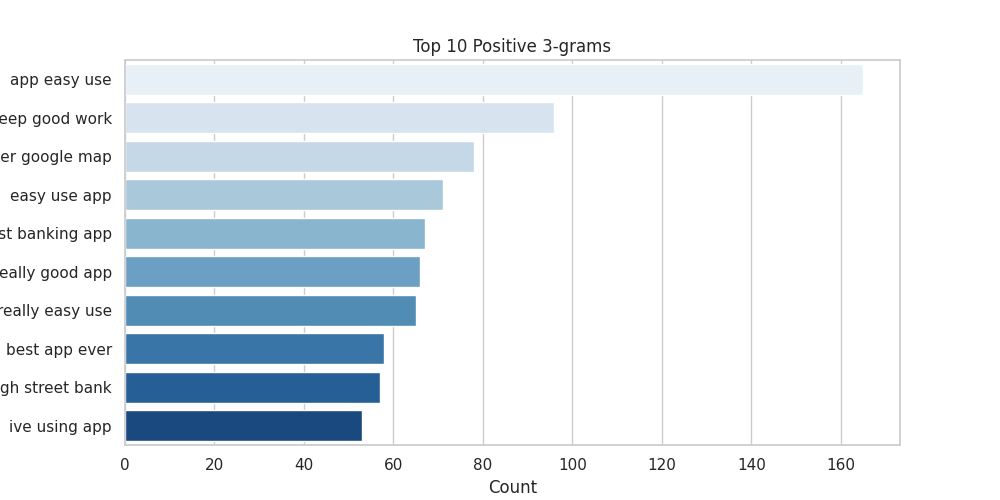 Top 10 Positive 3-grams
app easy use
eep good work
er google map
easy use app
st banking app
eally good app
really easy use
best app ever
gh street bank
ive using app
0 20 40 60 80 100 120 140 160
Count